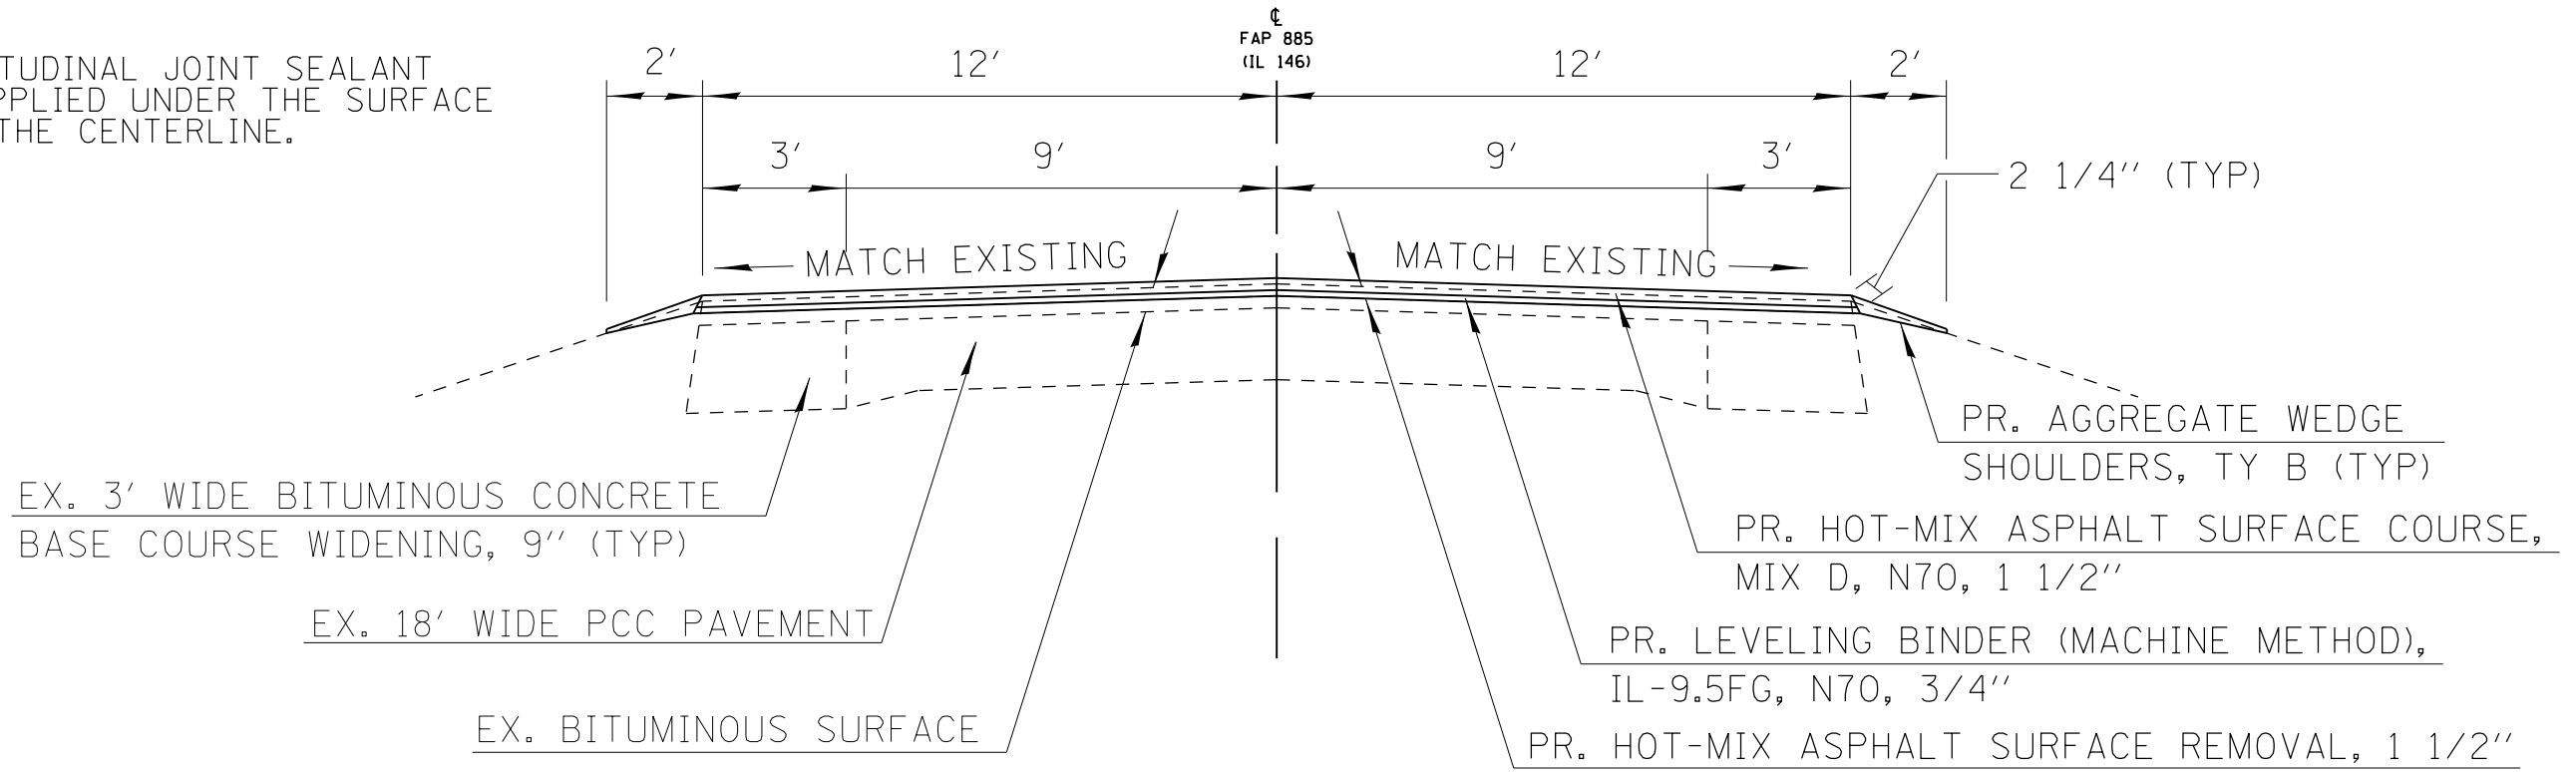 ℄
FAP 885
(IL 146)
JOINT SEALANT
UNDER THE SURFACE
THE CENTERLINE.
2' 12' 12' 2'
3' 9' 9' 3'
2 1/4" (TYP)
MATCH EXISTING
MATCH EXISTING
PR. AGGREGATE WEDGE
SHOULDERS, TY B (TYP)
EX. 3' WIDE BITUMINOUS CONCRETE
BASE COURSE WIDENING, 9" (TYP)
PR. HOT-MIX ASPHALT SURFACE COURSE,
MIX D, N70, 1 1/2"
EX. 18' WIDE PCC PAVEMENT
PR. LEVELING BINDER (MACHINE METHOD),
IL-9.5FG, N70, 3/4"
EX. BITUMINOUS SURFACE
PR. HOT-MIX ASPHALT SURFACE REMOVAL, 1 1/2"